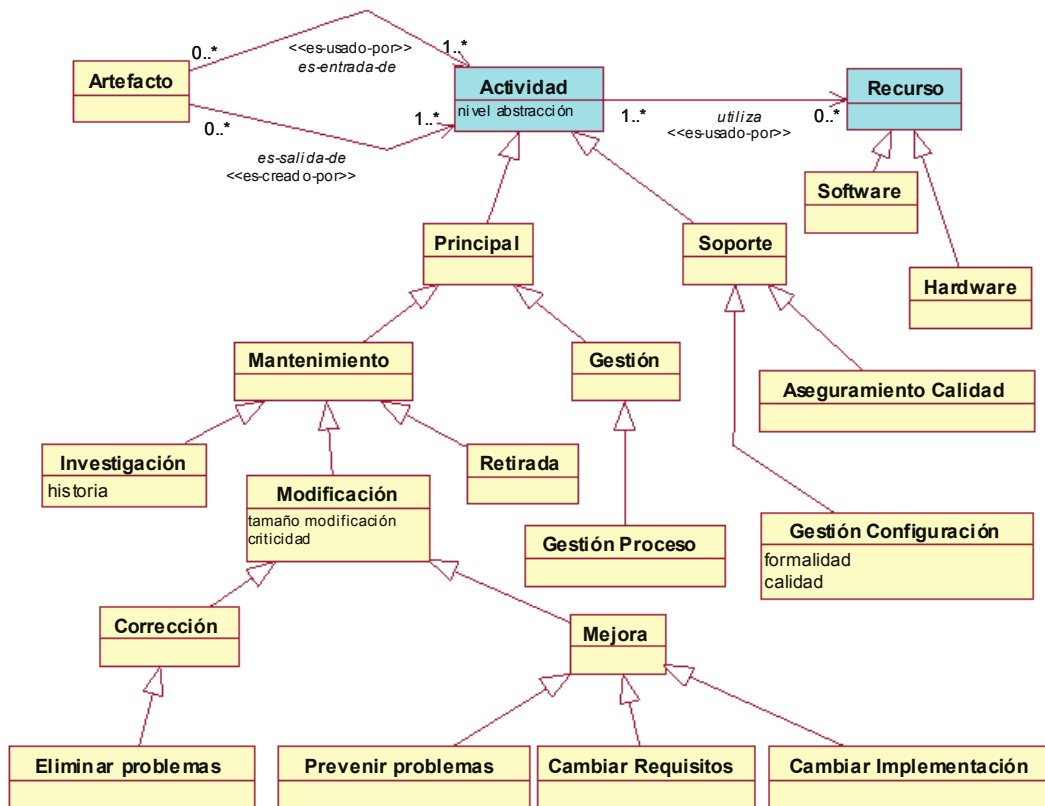 0..*
<<es-usado-por>>
1..*
es-entrada-de
Artefacto
Actividad
nivel abstracción
Recurso
0..*
1..*
1..*
utiliza
0..*
<<es-usado-por>>
es-salida-de
<<es-creado-por>>
Software
Principal
Soporte
Hardware
Mantenimiento
Gestión
Aseguramiento Calidad
Investigación
historia
Retirada
Modificación
tamaño modificación
criticidad
Gestión Proceso
Gestión Configuración
formalidad
calidad
Corrección
Mejora
Eliminar problemas
Prevenir problemas
Cambiar Requisitos
Cambiar Implementación